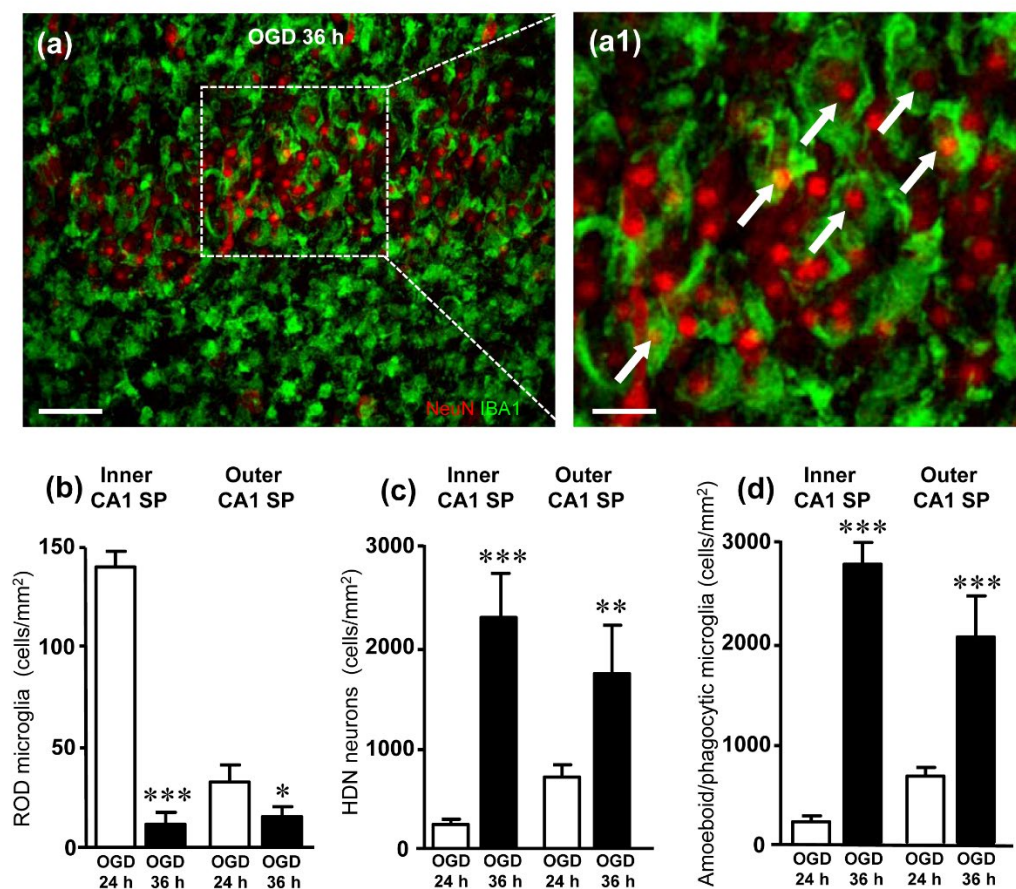 (a)
OGD 36 h
NeuN IBA1
(a1)
(b)
Inner
CA1 SP
Outer
CA1 SP
ROD microglia (cells/mm²)
150
100
50
0
***
*
OGD
24 h
OGD
36 h
OGD
24 h
OGD
36 h
(c)
Inner
CA1 SP
Outer
CA1 SP
HDN neurons (cells/mm²)
3000
2000
1000
0
***
**
OGD
24 h
OGD
36 h
OGD
24 h
OGD
36 h
(d)
Inner
CA1 SP
Outer
CA1 SP
Amoeboid/phagocytic microglia (cells/mm²)
3000
2000
1000
0
***
***
OGD
24 h
OGD
36 h
OGD
24 h
OGD
36 h